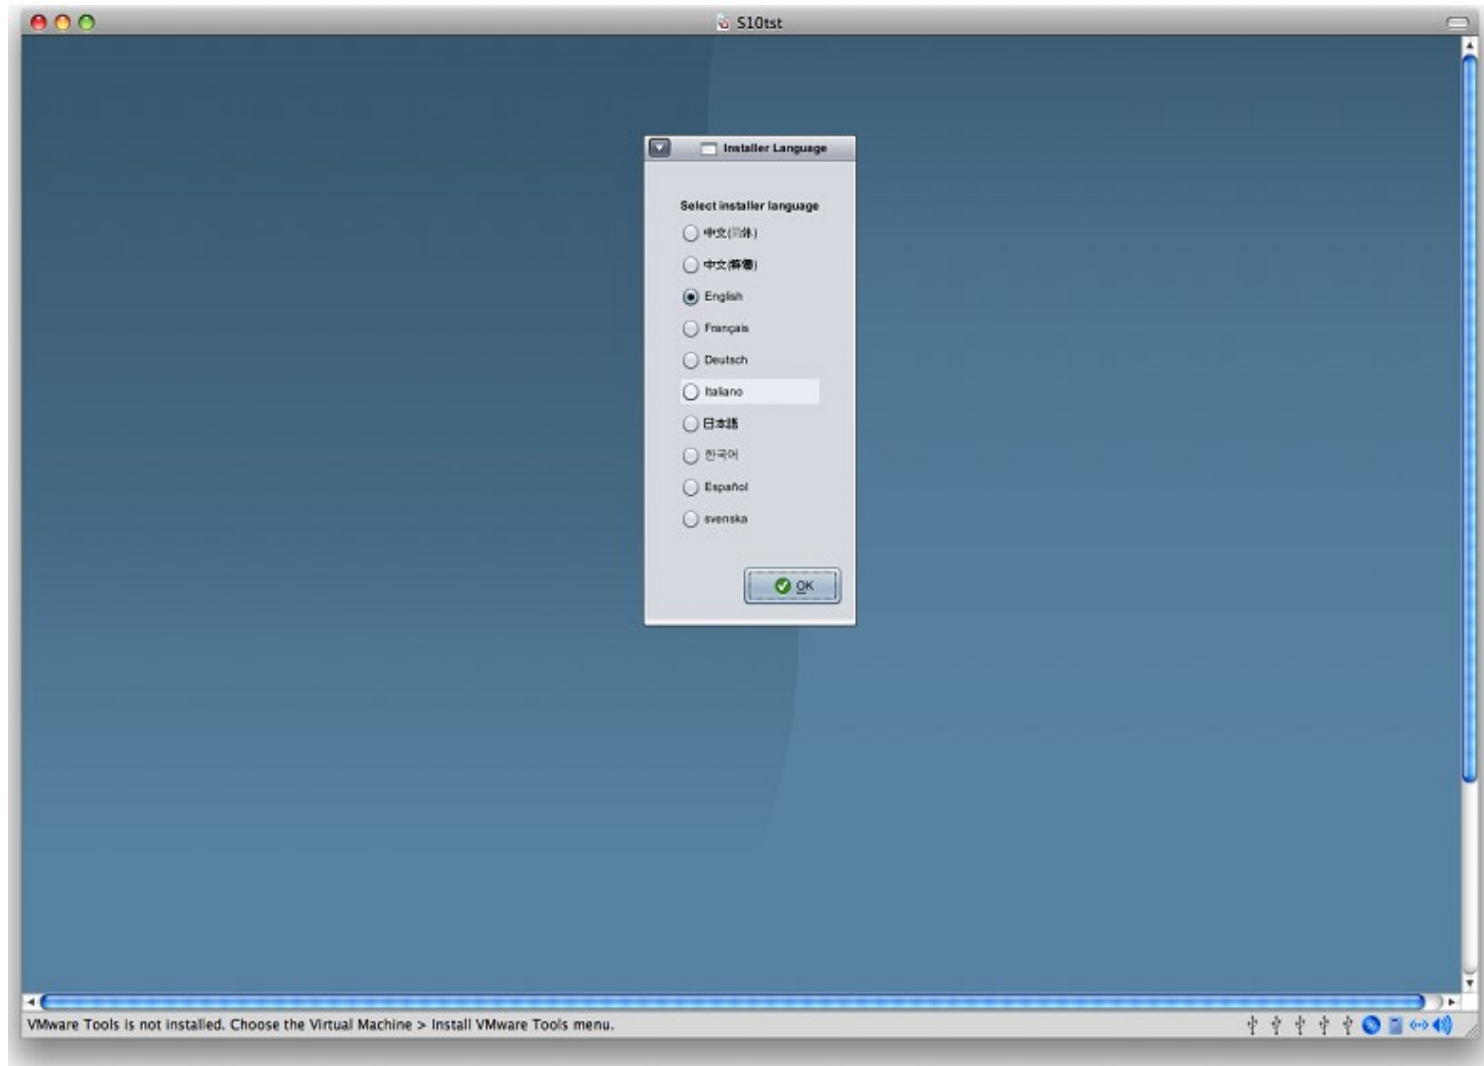 S10tst
Installer Language
Select installer language
中文(简体)
中文(繁體)
English
Français
Deutsch
Italiano
日本語
한국어
Español
svenska
OK
VMware Tools is not installed. Choose the Virtual Machine > Install VMware Tools menu.